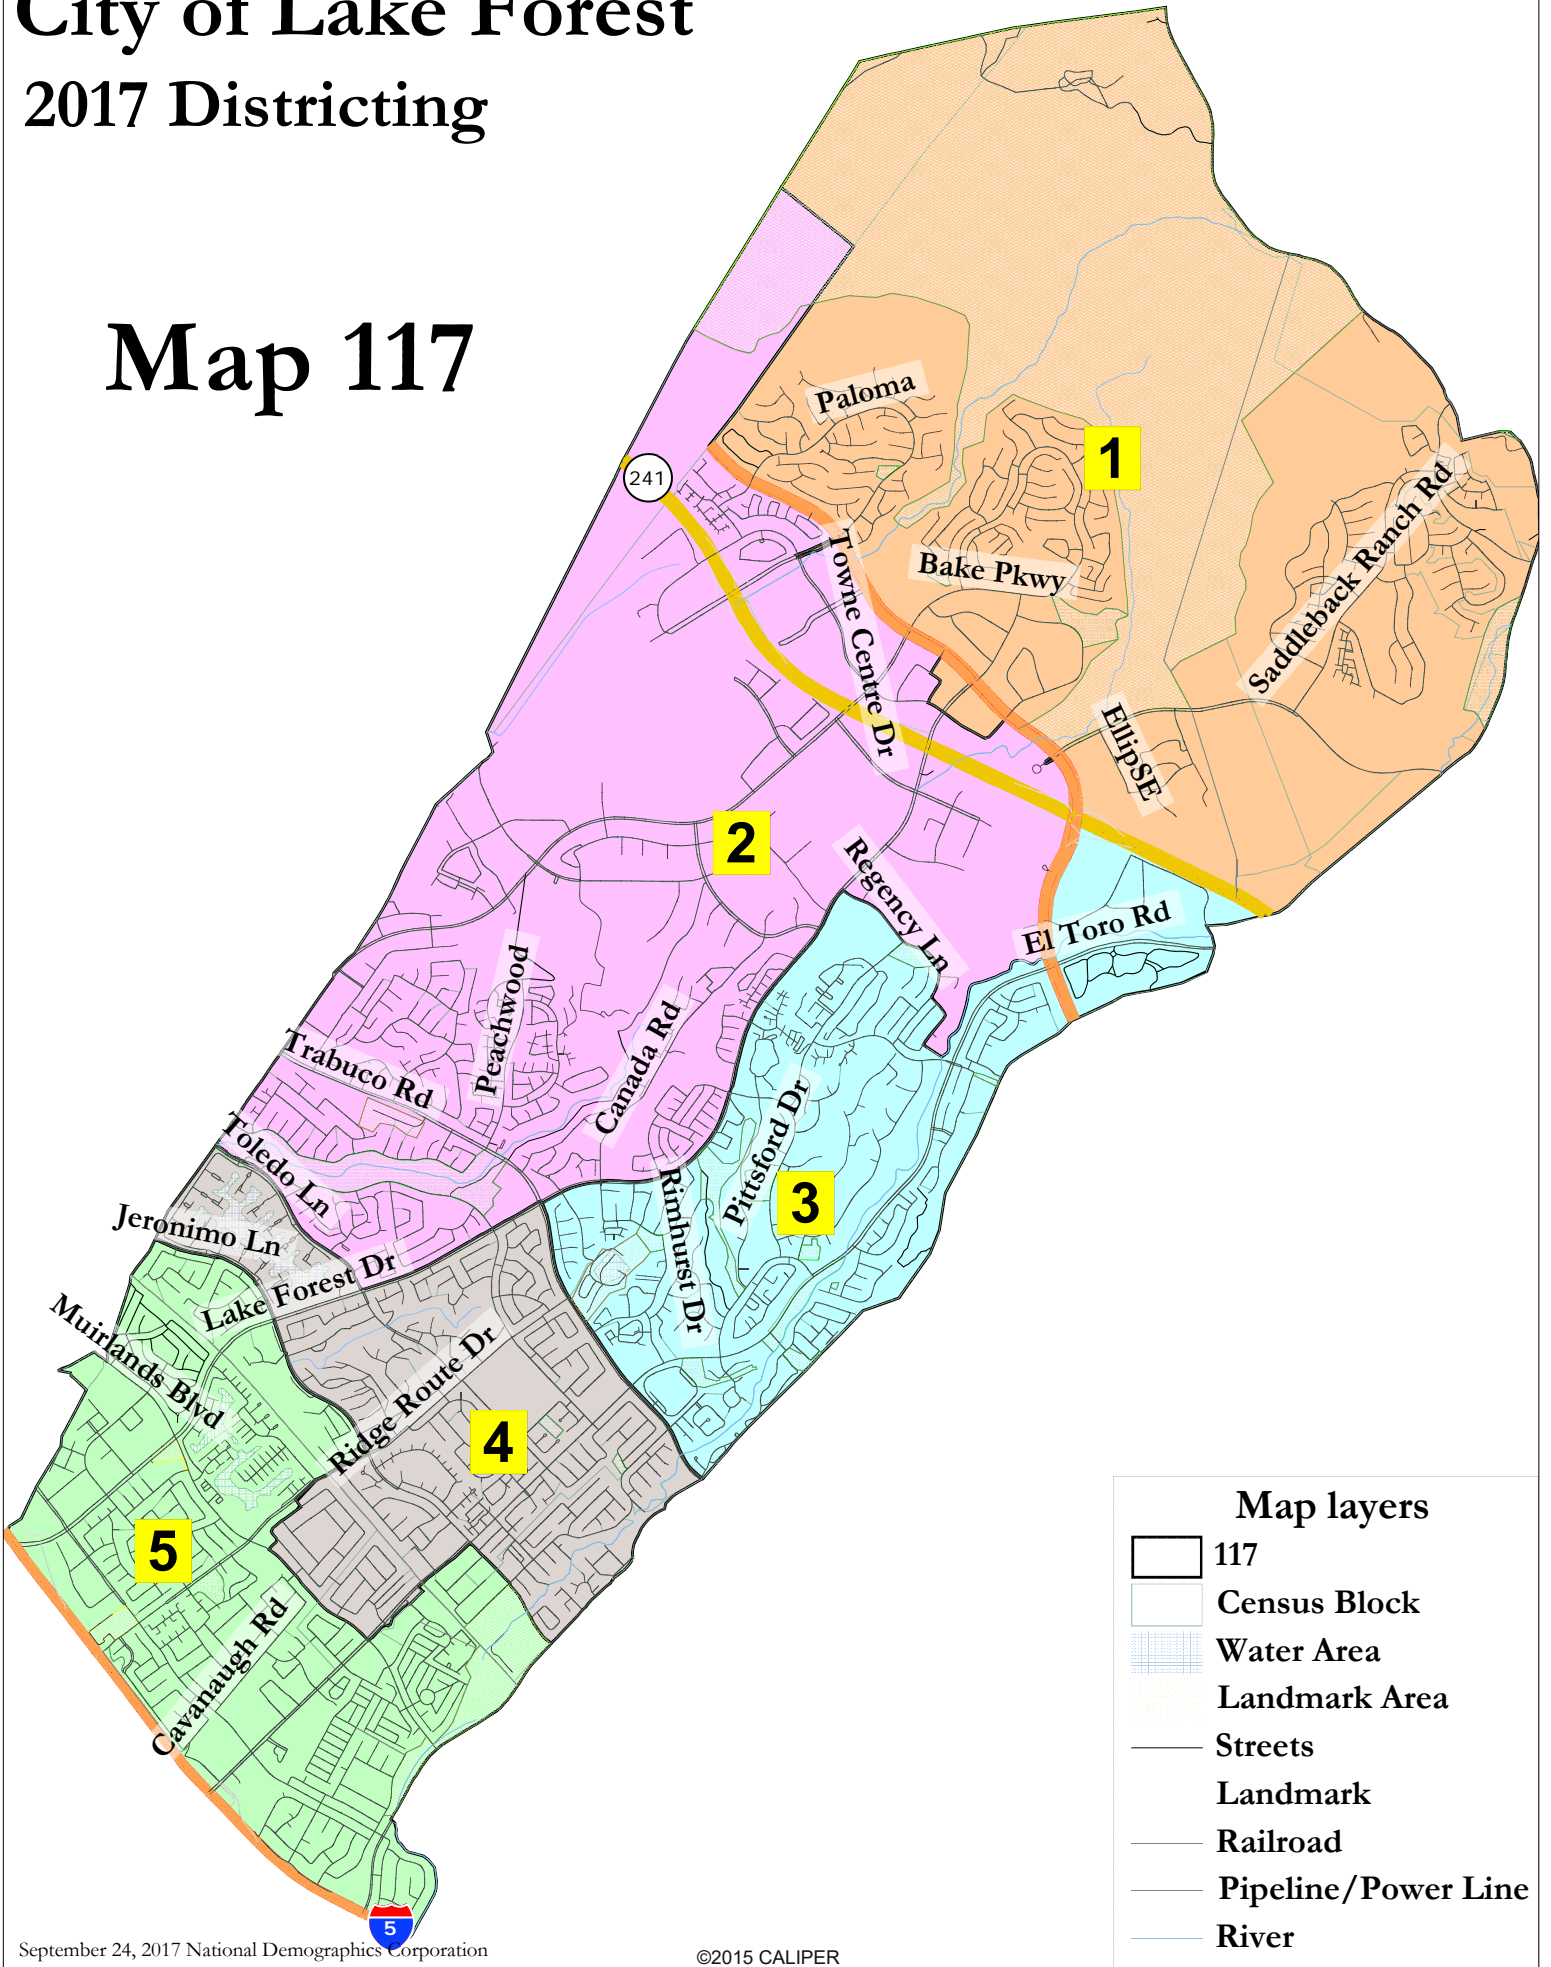 City of Lake Forest
2017 Districting
Map 117
Paloma
1
241
Saddleback Ranch Rd
Bake Pkwy
Towne Centre Dr
EllipSE
2
Regency Ln
El Toro Rd
Peachwood
Canada Rd
Trabuco Rd
Pittsford Dr
Toledo Ln
3
Rimhurst Dr
Jeronimo Ln
Lake Forest Dr
Muirlands Blvd
Ridge Route Dr
4
5
Cavanaugh Rd
5
Map layers
117
Census Block
Water Area
Landmark Area
Streets
Landmark
Railroad
Pipeline/Power Line
River
September 24, 2017 National Demographics Corporation
©2015 CALIPER